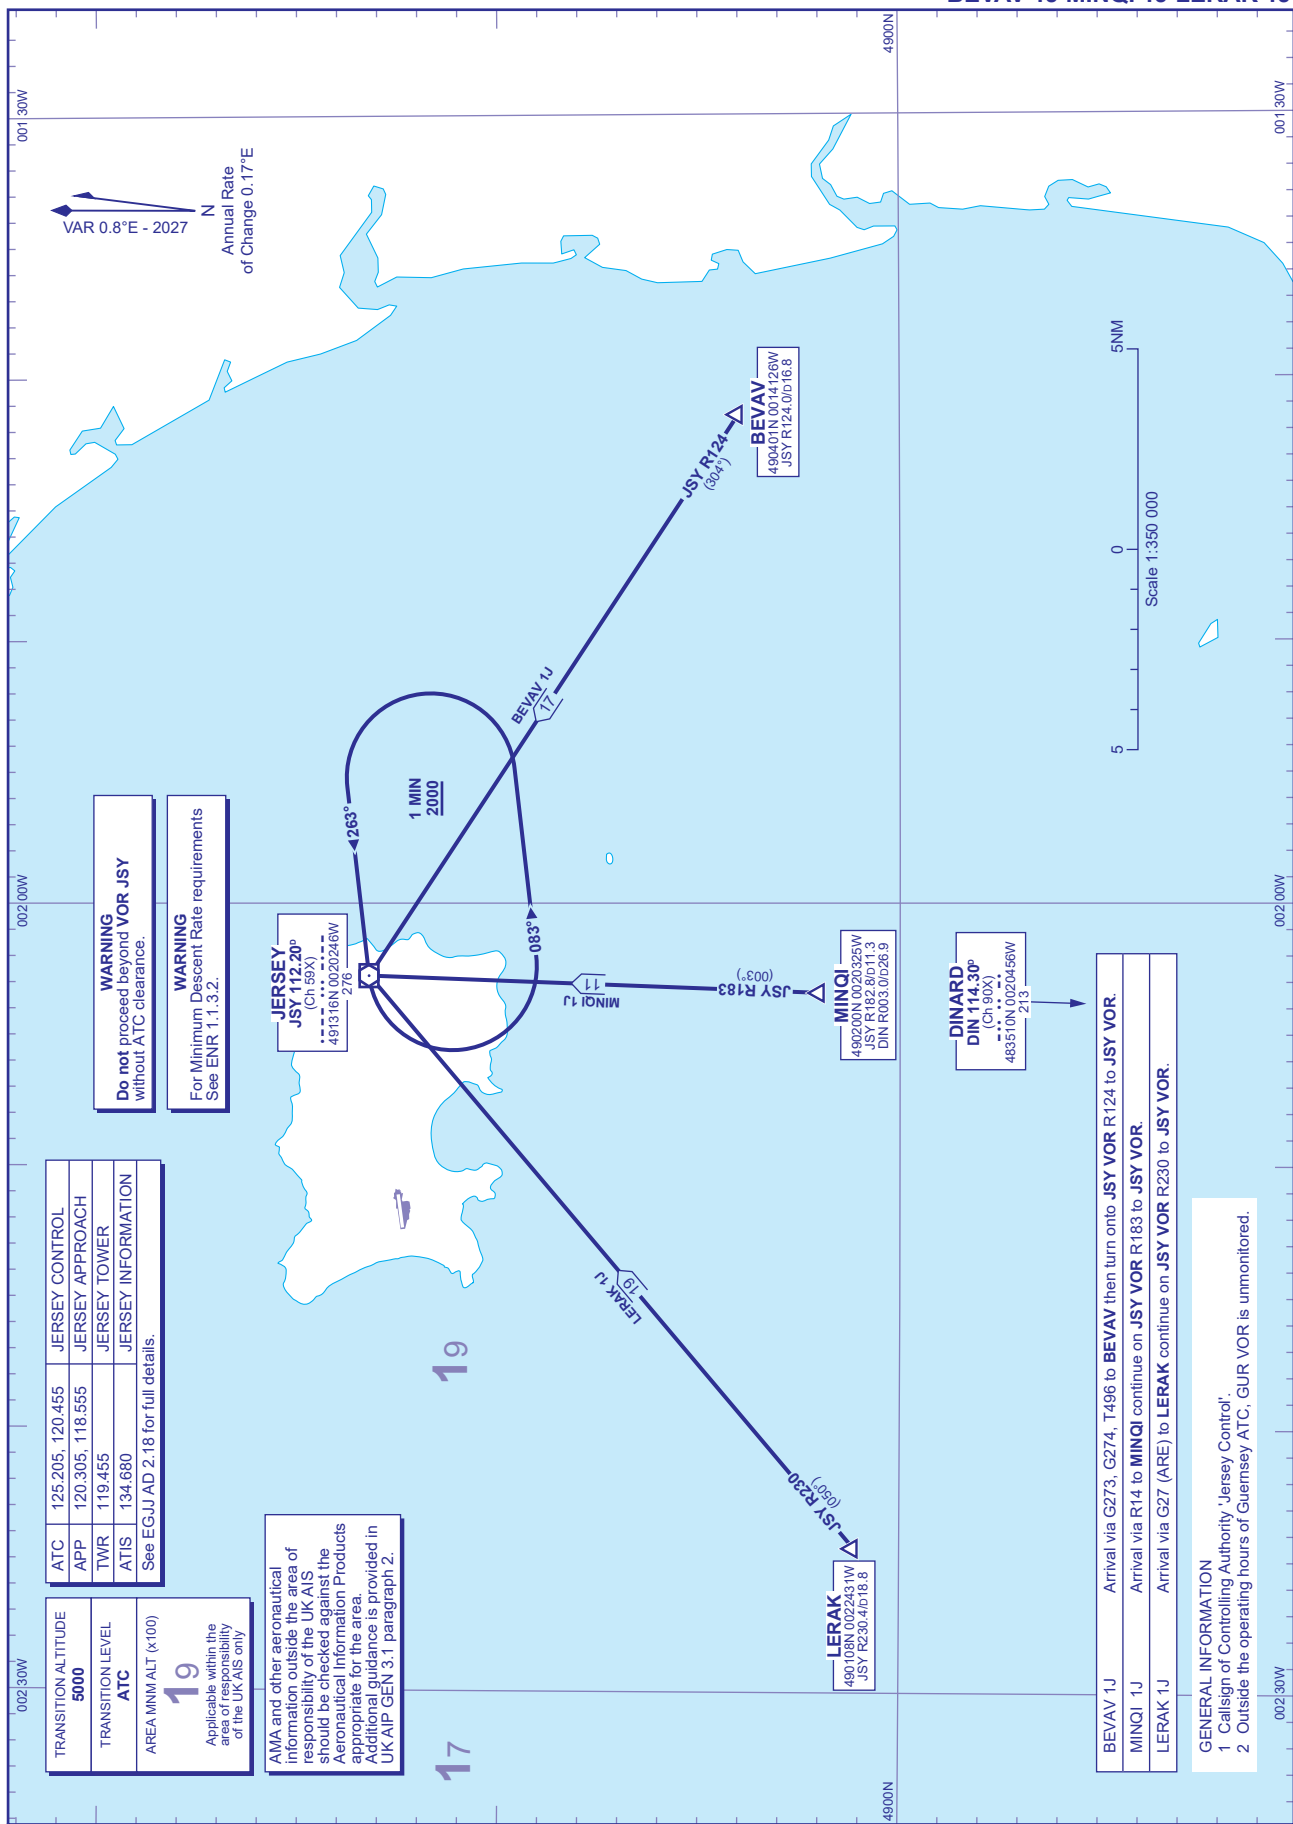 BEVAV 1J MINQI 1J LERAK 1J
TRANSITION ALTITUDE
5000
TRANSITION LEVEL
ATC
AREA MNM ALT (x100)
19
Applicable within the
area of responsibility
of the UK AIS only
ATC 125.205, 120.455 JERSEY CONTROL
APP 120.305, 118.555 JERSEY APPROACH
TWR 119.455 JERSEY TOWER
ATIS 134.680 JERSEY INFORMATION
See EGJJ AD 2.18 for full details.
AMA and other aeronautical
information outside the area of
responsibility of the UK AIS
should be checked against the
Aeronautical Information Products
appropriate for the area.
Additional guidance is provided in
UK AIP GEN 3.1 paragraph 2.
WARNING
Do not proceed beyond VOR JSY
without ATC clearance.
WARNING
For Minimum Descent Rate requirements
See ENR 1.1.3.2.
VAR 0.8°E - 2027
N
Annual Rate
of Change 0.17°E
002 30W
002 00W
001 30W
17
19
JERSEY
JSY 112.20D
(Ch 59X)
491316N 0020246W
276
263°
1 MIN
2000
083°
BEVAV 1J
17
JSY R124
(304°)
BEVAV
490401N 0014126W
JSY R124.0/D16.8
MINQI 1J
11
JSY R183
(003°)
MINQI
490200N 0020325W
JSY R182.8/D11.3
DIN R003.0/D26.9
LERAK 1J
19
JSY R230
(050°)
LERAK
490108N 0022431W
JSY R230.4/D18.8
4900N
4900N
DINARD
DIN 114.30D
(Ch 90X)
483510N 0020456W
213
5 0 5NM
Scale 1:350 000
BEVAV 1J Arrival via G273, G274, T496 to BEVAV then turn onto JSY VOR R124 to JSY VOR.
MINQI 1J Arrival via R14 to MINQI continue on JSY VOR R183 to JSY VOR.
LERAK 1J Arrival via G27 (ARE) to LERAK continue on JSY VOR R230 to JSY VOR.
GENERAL INFORMATION
1 Callsign of Controlling Authority 'Jersey Control'.
2 Outside the operating hours of Guernsey ATC, GUR VOR is unmonitored.
002 30W
002 00W
001 30W